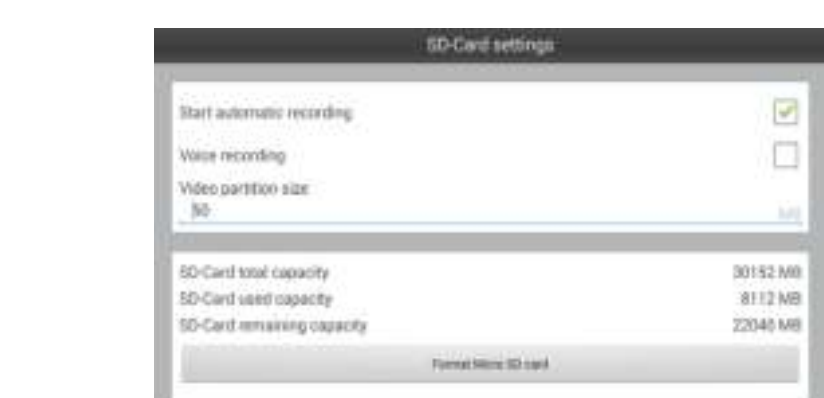 SD-Card settings
Start automatic recording
Voice recording
Video partition size
50
MB
SD-Card total capacity 30152 MB
SD-Card used capacity 8112 MB
SD-Card remaining capacity 22040 MB
Format Micro SD card